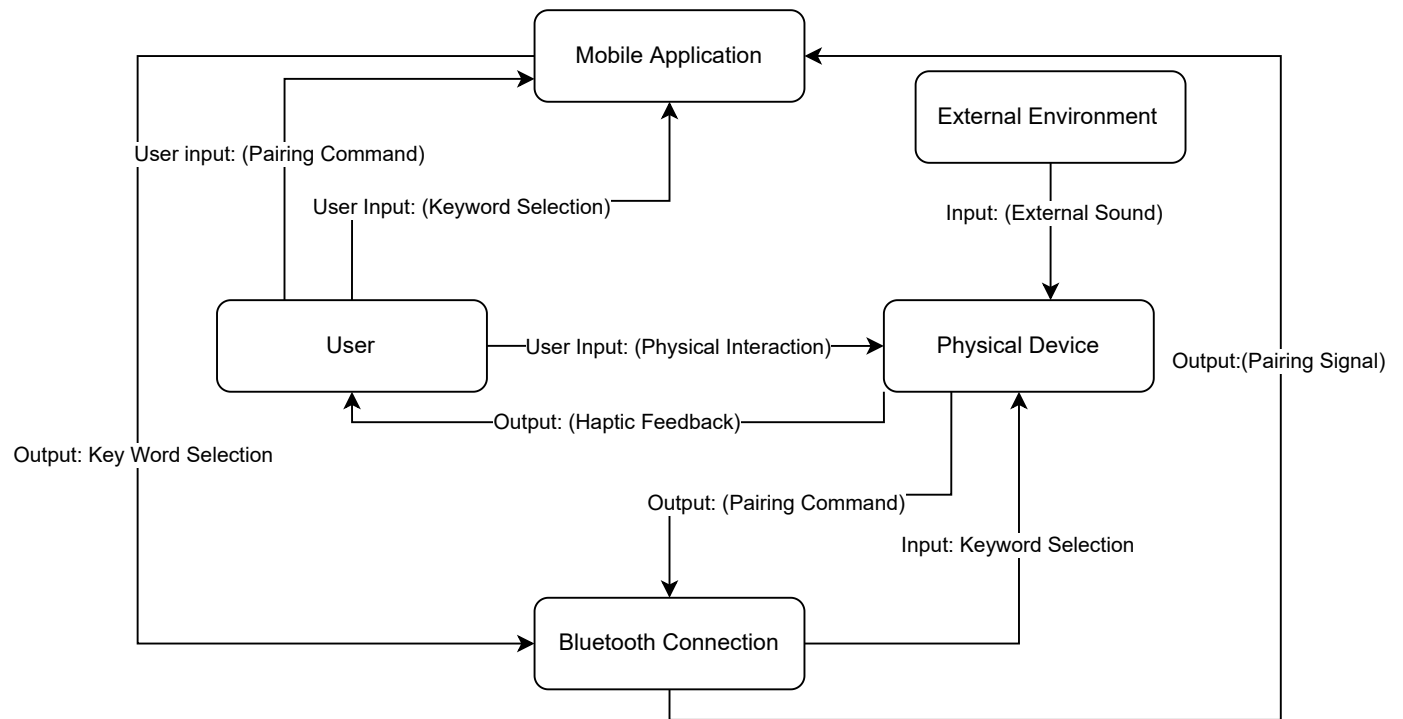 Mobile Application
External Environment
User input: (Pairing Command)
User Input: (Keyword Selection)
Input: (External Sound)
User
User Input: (Physical Interaction)
Physical Device
Output:(Pairing Signal)
Output: (Haptic Feedback)
Output: Key Word Selection
Output: (Pairing Command)
Input: Keyword Selection
Bluetooth Connection